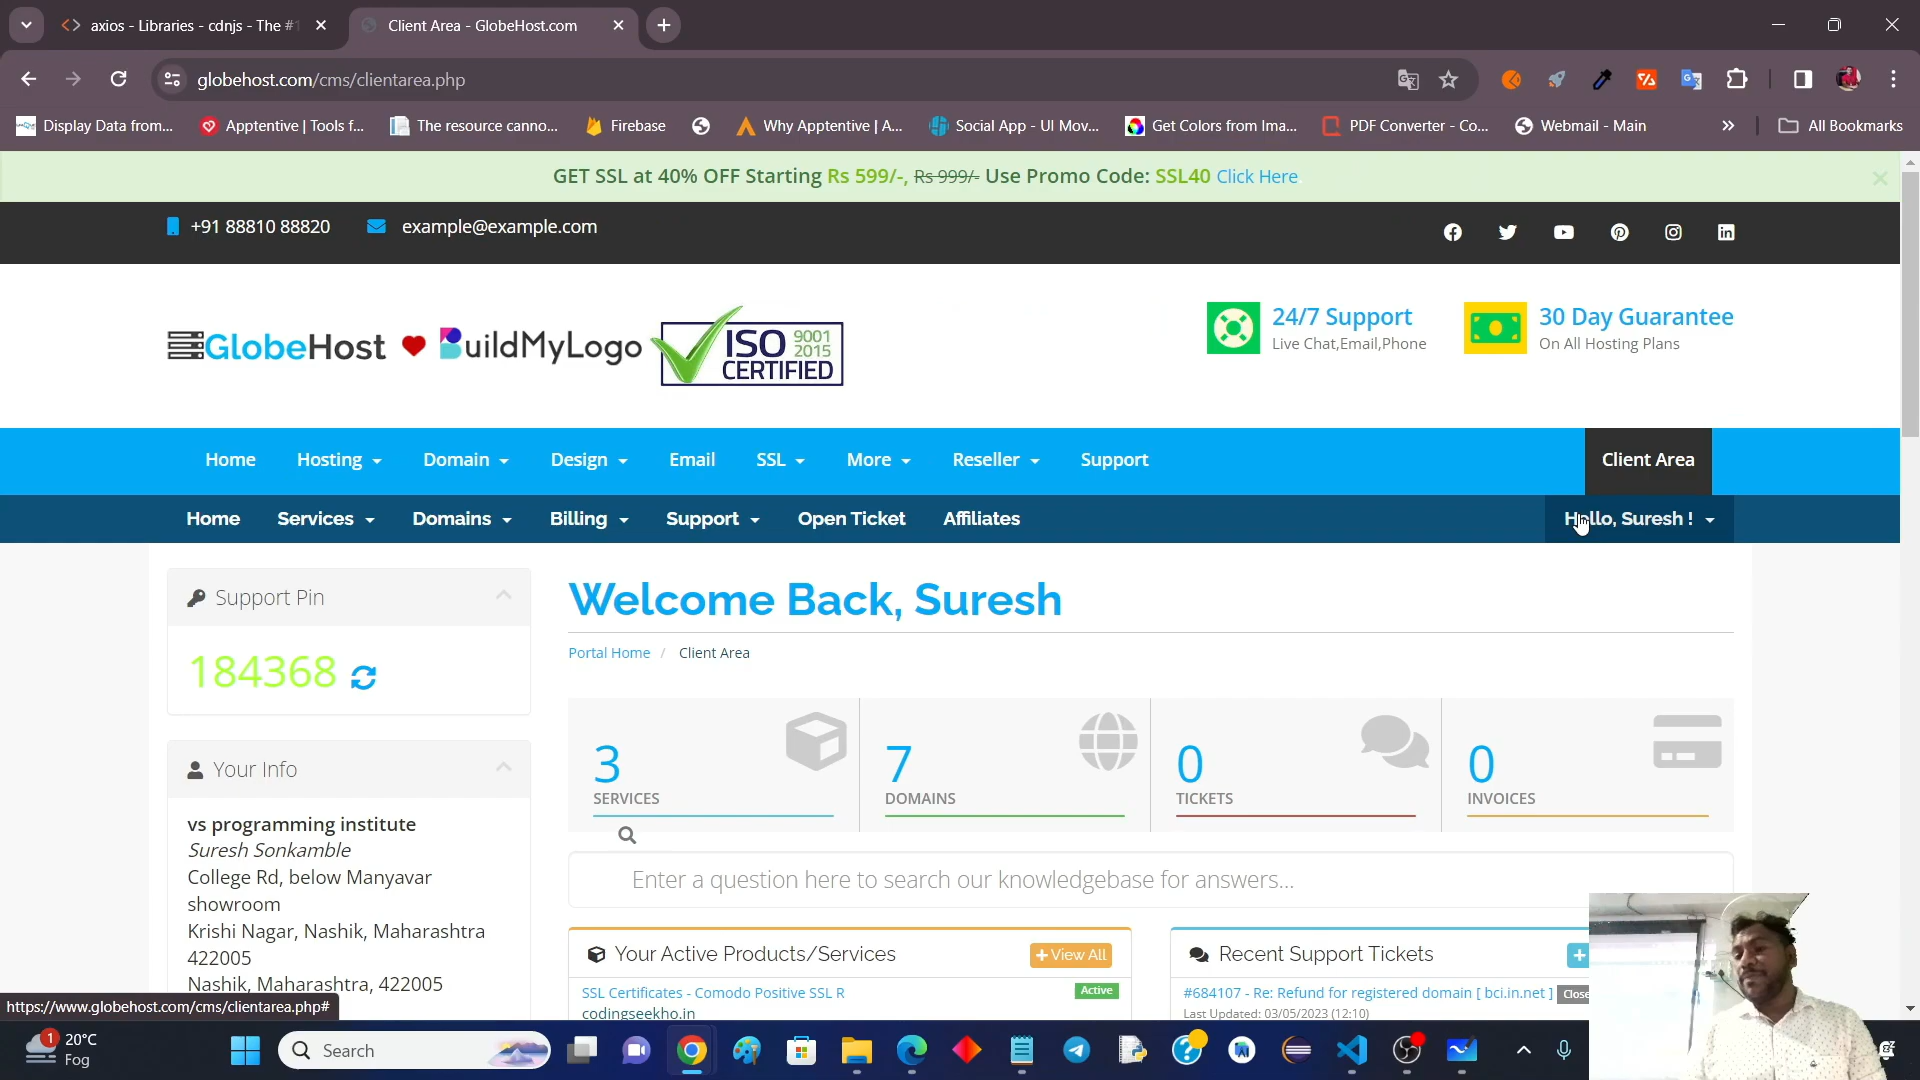 axios - Libraries - cdnjs - The #1
Client Area - GlobeHost.com
globehost.com/cms/clientarea.php
Display Data from...
Apptentive | Tools f...
The resource canno...
Firebase
Why Apptentive | A...
Social App - UI Mov...
Get Colors from Ima...
PDF Converter - Co...
Webmail - Main
All Bookmarks
GET SSL at 40% OFF Starting Rs 599/-, Rs 999/- Use Promo Code: SSL40 Click Here
+91 88810 88820
example@example.com
GlobeHost
BuildMyLogo
ISO 9001 2015
CERTIFIED
24/7 Support
Live Chat,Email,Phone
30 Day Guarantee
On All Hosting Plans
Home
Hosting
Domain
Design
Email
SSL
More
Reseller
Support
Client Area
Home
Services
Domains
Billing
Support
Open Ticket
Affiliates
Hello, Suresh !
Support Pin
184368
Your Info
vs programming institute
Suresh Sonkamble
College Rd, below Manyavar
showroom
Krishi Nagar, Nashik, Maharashtra
422005
Nashik, Maharashtra, 422005
Welcome Back, Suresh
Portal Home / Client Area
3
SERVICES
7
DOMAINS
0
TICKETS
0
INVOICES
Enter a question here to search our knowledgebase for answers...
Your Active Products/Services
+ View All
SSL Certificates - Comodo Positive SSL R
Active
codingseekho.in
Recent Support Tickets
#684107 - Re: Refund for registered domain [ bci.in.net ]
Close
Last Updated: 03/05/2023 (12:10)
https://www.globehost.com/cms/clientarea.php#
1
20°C
Fog
Search